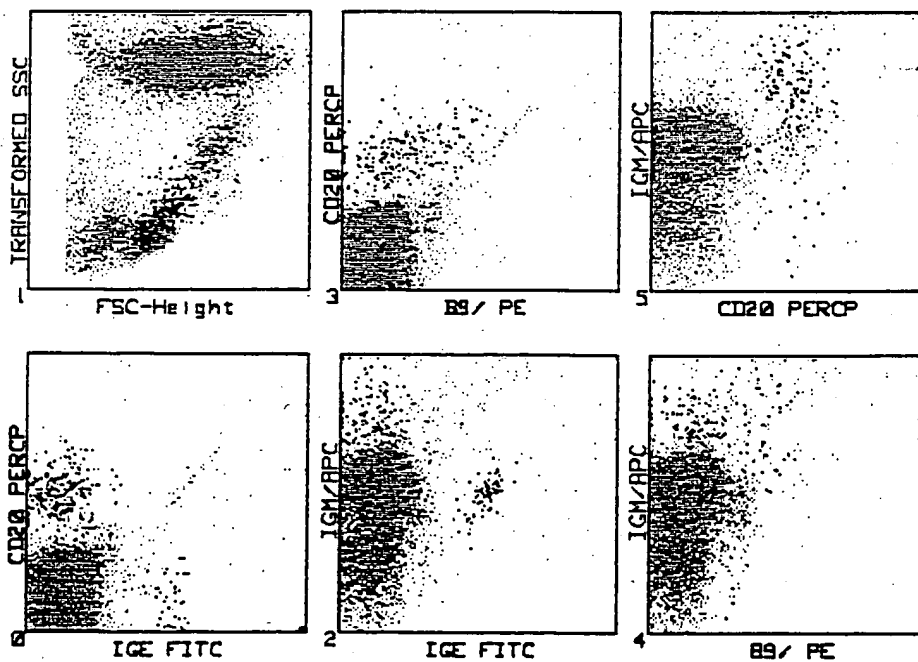 TRANSFORMED SSC
1
FSC-Height
CD20 PERCP
3
B9/ PE
IGM/APC
5
CD20 PERCP
CD20 PERCP
0
IGE FITC
IGM/APC
2
IGE FITC
IGM/APC
4
B9/ PE